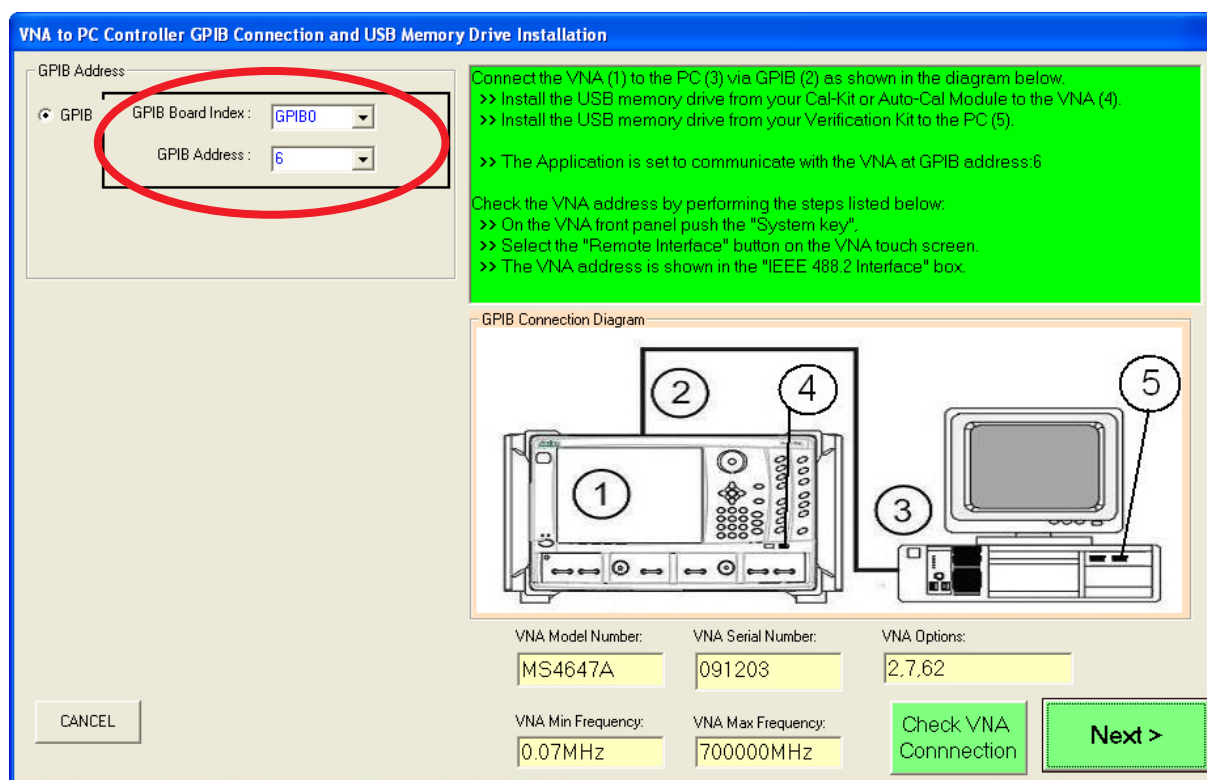 VNA to PC Controller GPIB Connection and USB Memory Drive Installation
GPIB Address
GPIB
GPIB Board Index :
GPIB0
GPIB Address :
6
Connect the VNA (1) to the PC (3) via GPIB (2) as shown in the diagram below.
>> Install the USB memory drive from your Cal-Kit or Auto-Cal Module to the VNA (4).
>> Install the USB memory drive from your Verification Kit to the PC (5).
>> The Application is set to communicate with the VNA at GPIB address:6
Check the VNA address by performing the steps listed below:
>> On the VNA front panel push the "System key",
>> Select the "Remote Interface" button on the VNA touch screen.
>> The VNA address is shown in the "IEEE 488.2 Interface" box.
GPIB Connection Diagram
2
4
5
1
3
VNA Model Number:
MS4647A
VNA Serial Number:
091203
VNA Options:
2,7,62
CANCEL
VNA Min Frequency:
0.07MHz
VNA Max Frequency:
700000MHz
Check VNA
Connnection
Next >